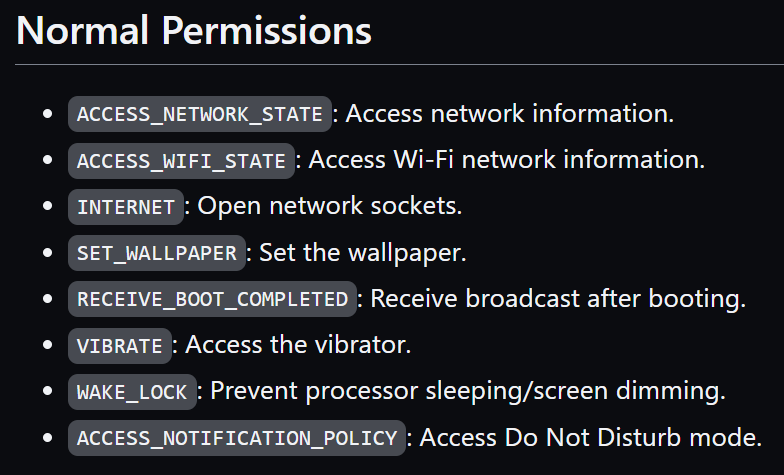 Normal Permissions
• ACCESS_NETWORK_STATE: Access network information.
• ACCESS_WIFI_STATE: Access Wi-Fi network information.
• INTERNET: Open network sockets.
• SET_WALLPAPER: Set the wallpaper.
• RECEIVE_BOOT_COMPLETED: Receive broadcast after booting.
• VIBRATE: Access the vibrator.
• WAKE_LOCK: Prevent processor sleeping/screen dimming.
• ACCESS_NOTIFICATION_POLICY: Access Do Not Disturb mode.